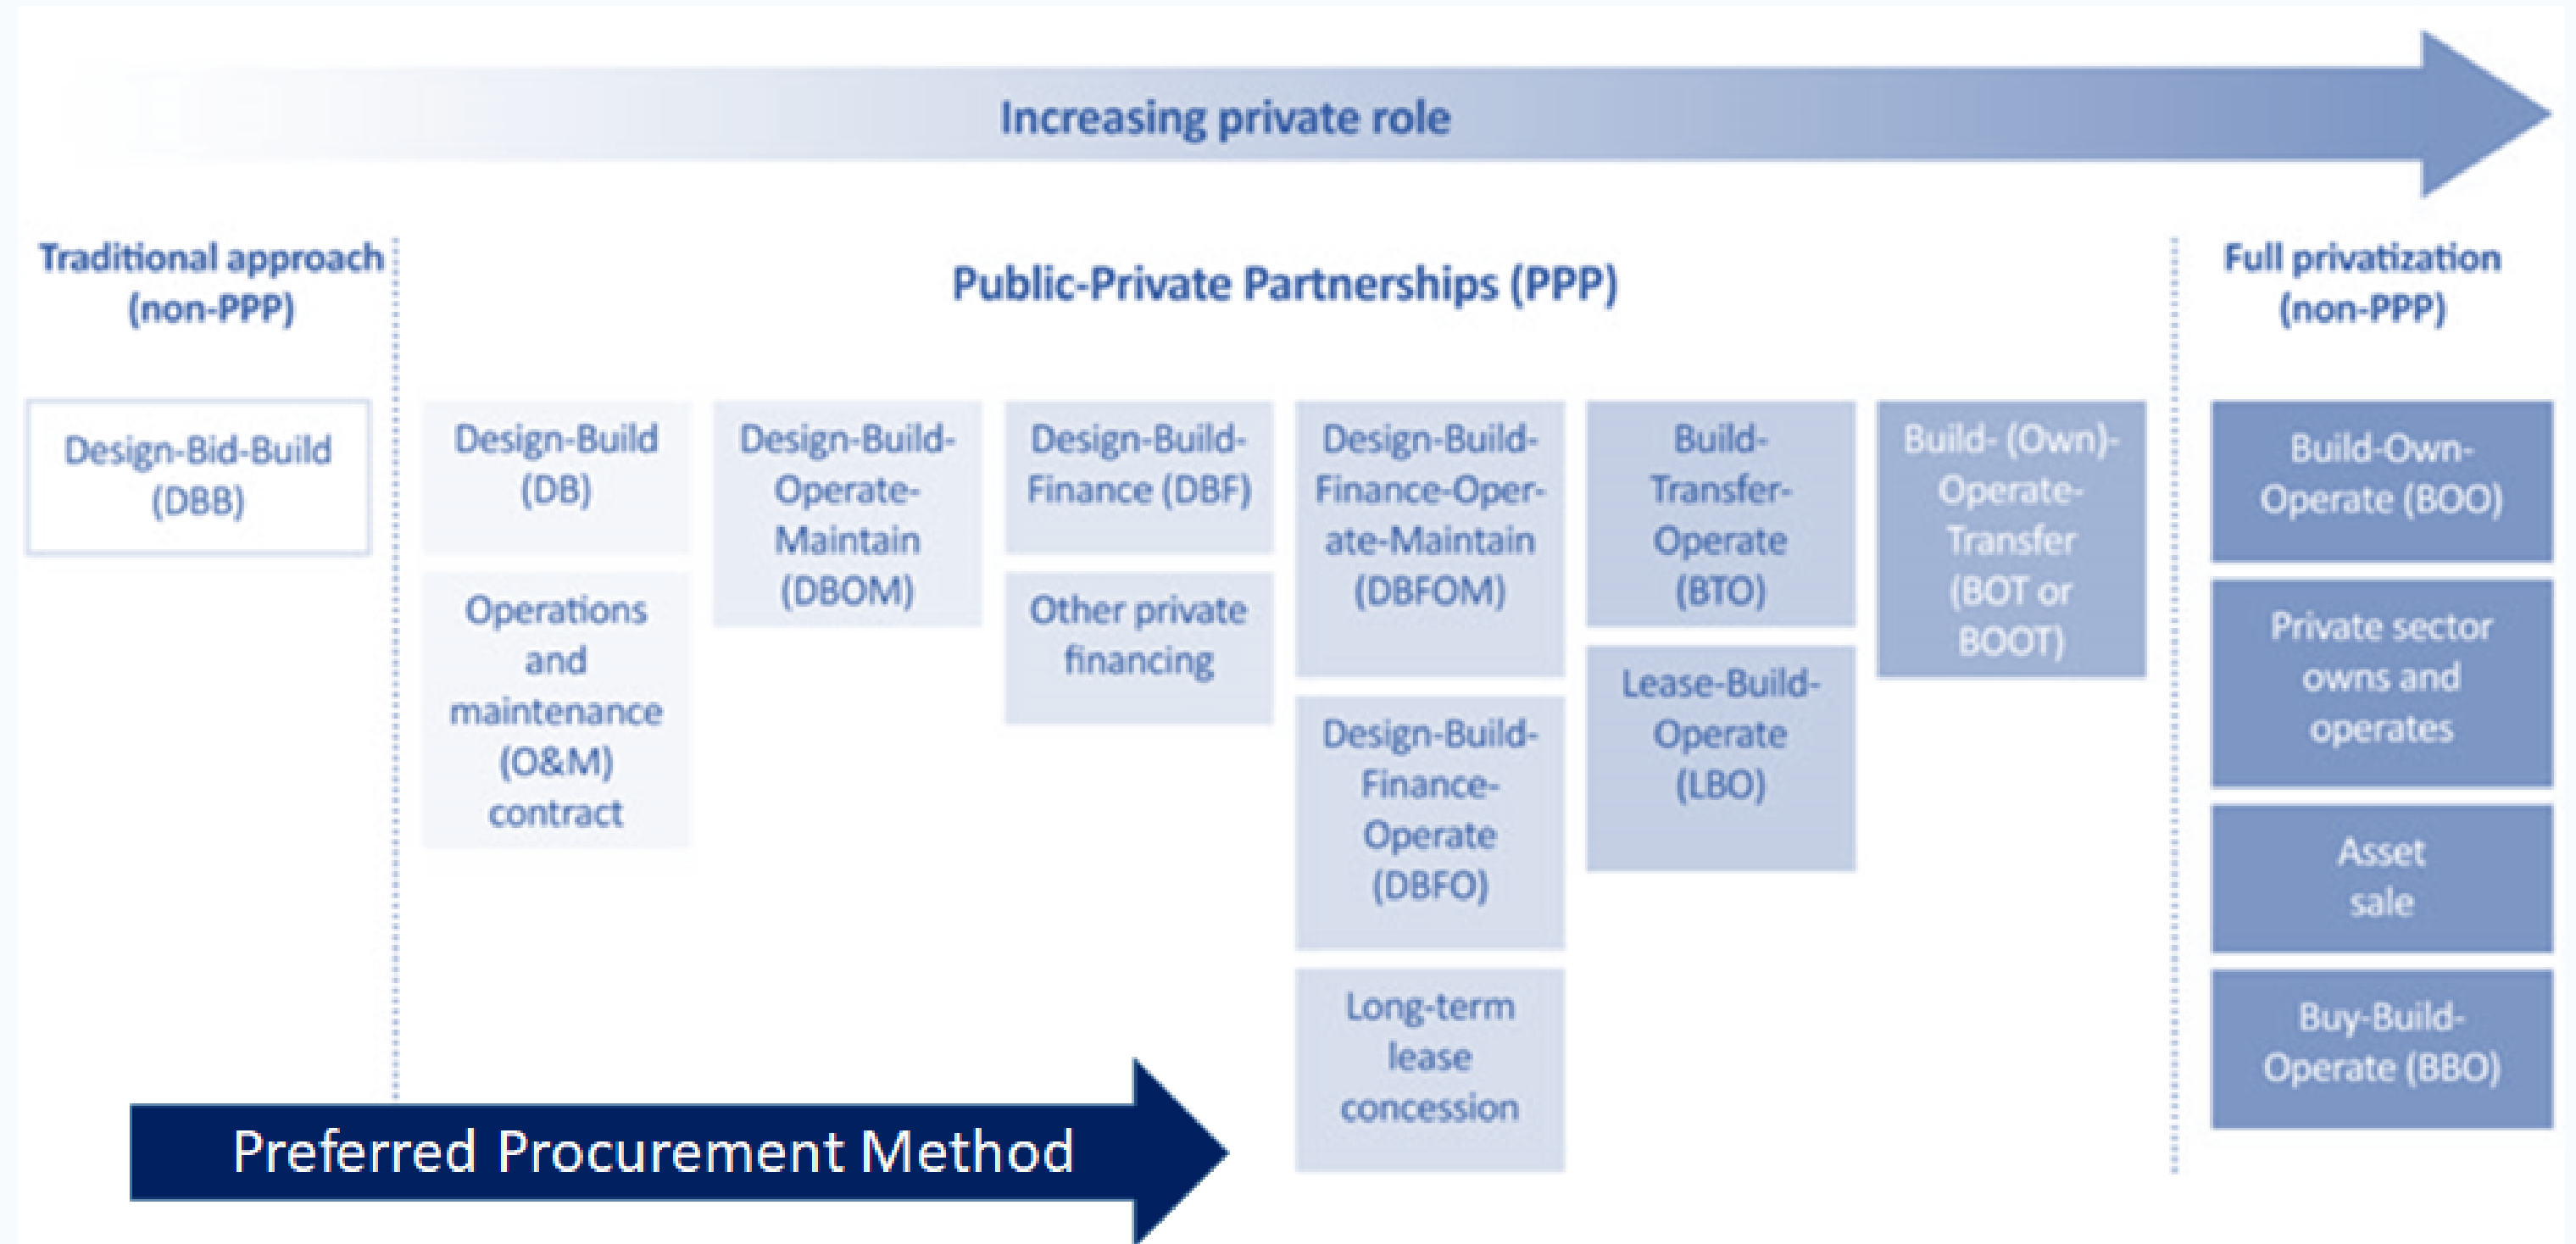 Increasing private role
Traditional approach
(non-PPP)
Public-Private Partnerships (PPP)
Full privatization
(non-PPP)
Design-Bid-Build
(DBB)
Design-Build
(DB)
Operations
and
maintenance
(O&M)
contract
Design-Build-
Operate-
Maintain
(DBOM)
Design-Build-
Finance (DBF)
Other private
financing
Design-Build-
Finance-Oper-
ate-Maintain
(DBFOM)
Design-Build-
Finance-
Operate
(DBFO)
Long-term
lease
concession
Build-
Transfer-
Operate
(BTO)
Lease-Build-
Operate
(LBO)
Build- (Own)-
Operate-
Transfer
(BOT or
BOOT)
Build-Own-
Operate (BOO)
Private sector
owns and
operates
Asset
sale
Buy-Build-
Operate (BBO)
Preferred Procurement Method